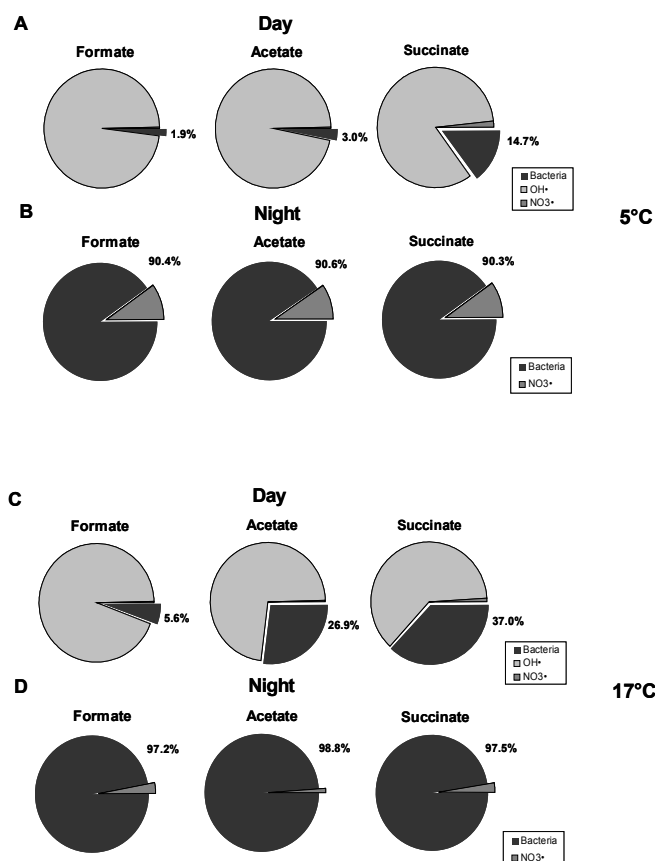 A
Day
Formate
Acetate
Succinate
1.9%
3.0%
14.7%
Bacteria
OH•
NO3•
B
Night
5°C
Formate
Acetate
Succinate
90.4%
90.6%
90.3%
Bacteria
NO3•
C
Day
Formate
Acetate
Succinate
5.6%
26.9%
37.0%
Bacteria
OH•
NO3•
D
Night
17°C
Formate
Acetate
Succinate
97.2%
98.8%
97.5%
Bacteria
NO3•